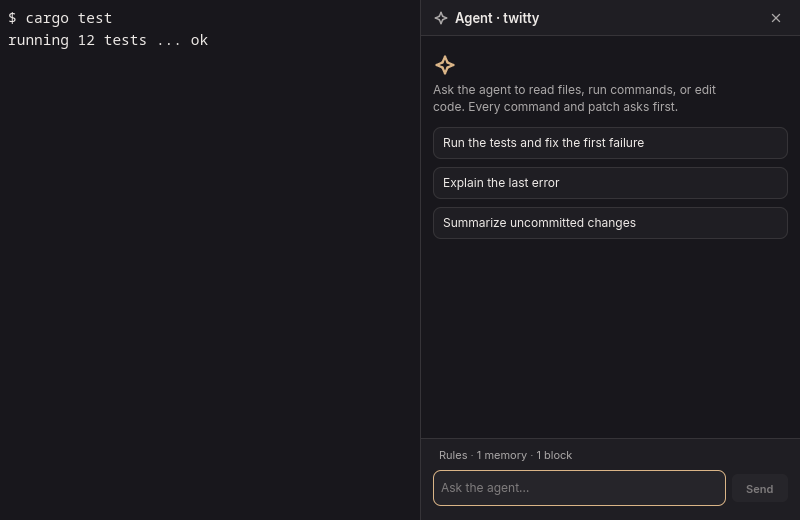 $ cargo test
running 12 tests ... ok
Agent · twitty
Ask the agent to read files, run commands, or edit
code. Every command and patch asks first.
Run the tests and fix the first failure
Explain the last error
Summarize uncommitted changes
Rules · 1 memory · 1 block
Ask the agent...
Send